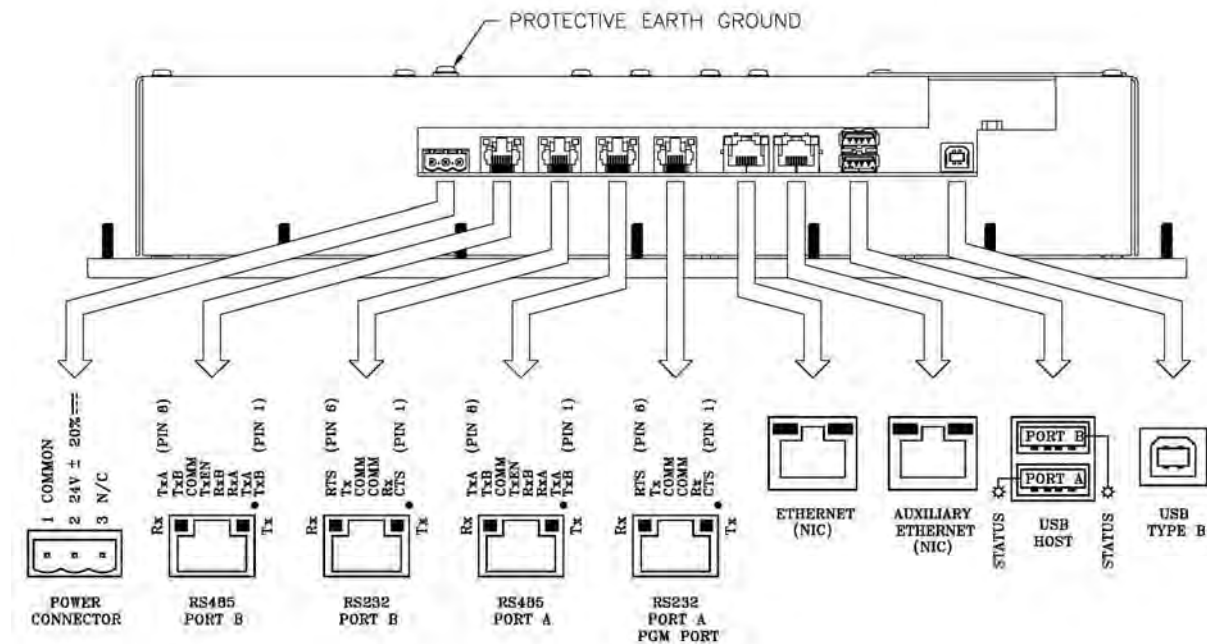 PROTECTIVE EARTH GROUND
1 COMMON
2 24V ± 20%⎓
3 N/C
POWER
CONNECTOR
TxA (PIN 8)
TxB
COMM
TxEN
RxB
RxA
TxA
TxB (PIN 1)
Rx
Tx
RS485
PORT B
RTS (PIN 6)
Tx
COMM
COMM
Rx
CTS (PIN 1)
Rx
Tx
RS232
PORT B
TxA (PIN 8)
TxB
COMM
TxEN
RxB
RxA
TxA
TxB (PIN 1)
Rx
Tx
RS485
PORT A
RTS (PIN 6)
Tx
COMM
COMM
Rx
CTS (PIN 1)
Rx
Tx
RS232
PORT A
PGM PORT
ETHERNET
(NIC)
AUXILIARY
ETHERNET
(NIC)
PORT B
PORT A
STATUS
STATUS
USB
HOST
USB
TYPE B